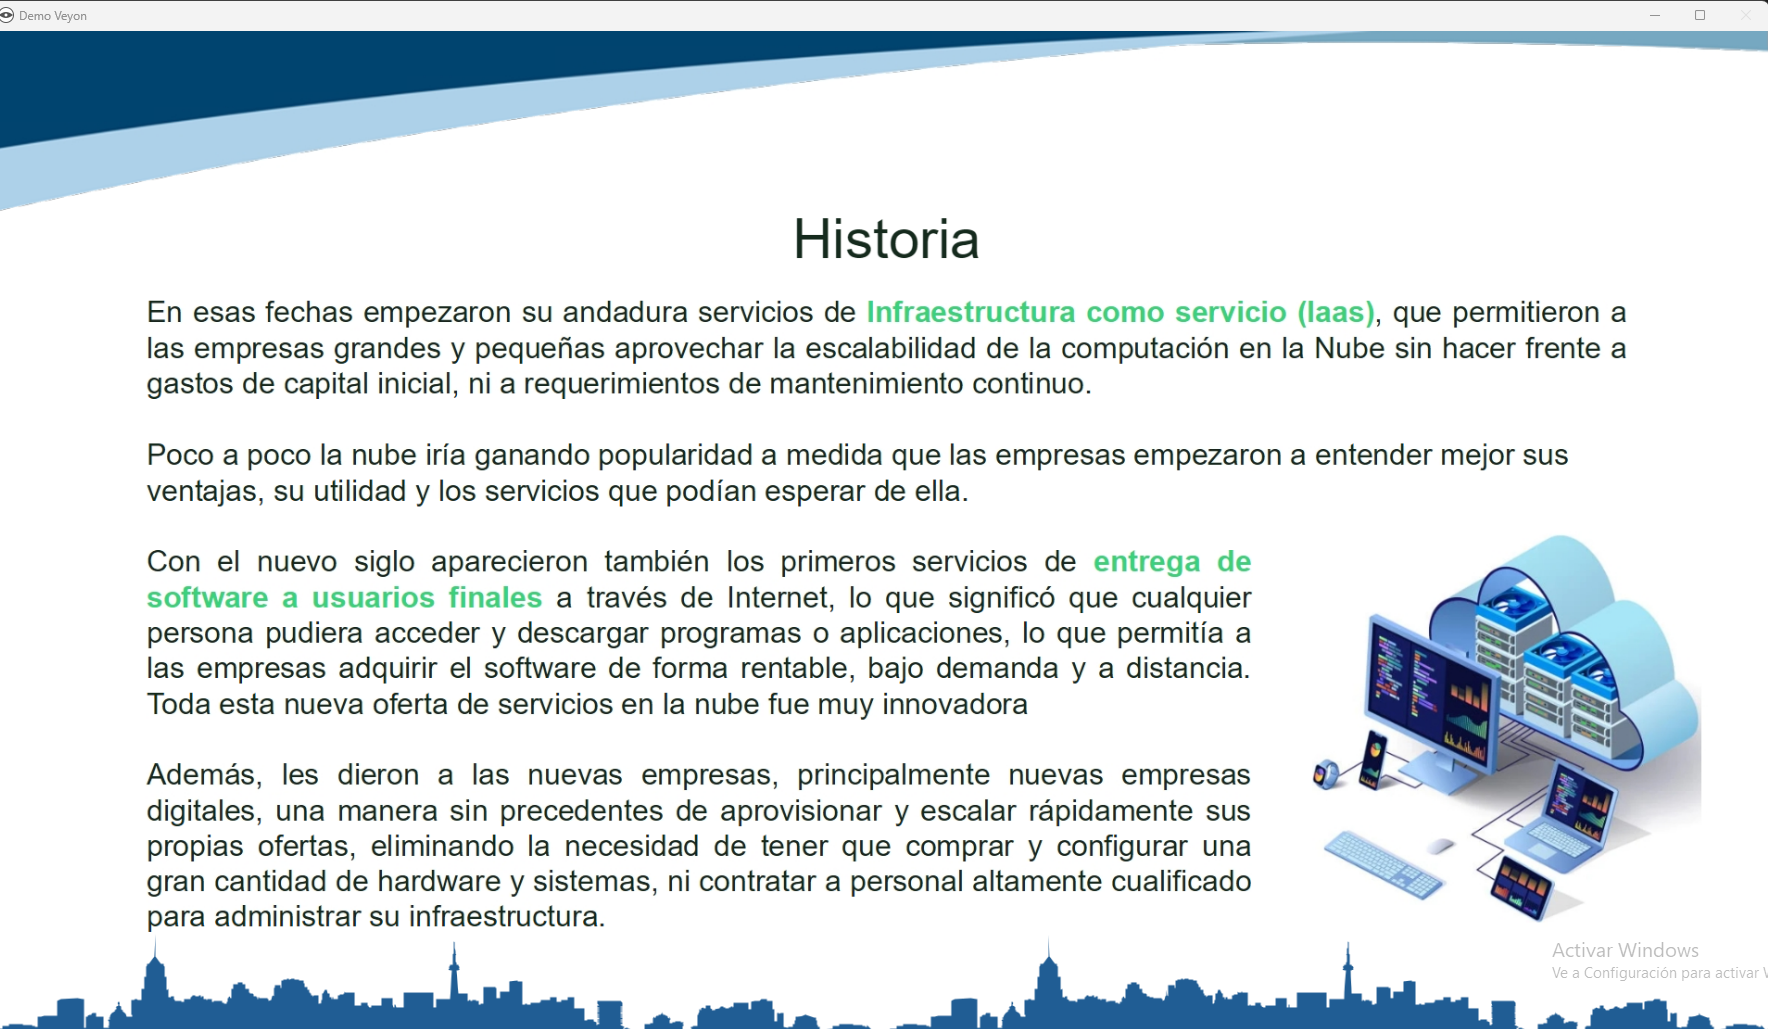 Demo Veyon
Historia
En esas fechas empezaron su andadura servicios de Infraestructura como servicio (Iaas), que permitieron a
las empresas grandes y pequeñas aprovechar la escalabilidad de la computación en la Nube sin hacer frente a
gastos de capital inicial, ni a requerimientos de mantenimiento continuo.
Poco a poco la nube iría ganando popularidad a medida que las empresas empezaron a entender mejor sus
ventajas, su utilidad y los servicios que podían esperar de ella.
Con el nuevo siglo aparecieron también los primeros servicios de entrega de
software a usuarios finales a través de Internet, lo que significó que cualquier
persona pudiera acceder y descargar programas o aplicaciones, lo que permitía a
las empresas adquirir el software de forma rentable, bajo demanda y a distancia.
Toda esta nueva oferta de servicios en la nube fue muy innovadora
Además, les dieron a las nuevas empresas, principalmente nuevas empresas
digitales, una manera sin precedentes de aprovisionar y escalar rápidamente sus
propias ofertas, eliminando la necesidad de tener que comprar y configurar una
gran cantidad de hardware y sistemas, ni contratar a personal altamente cualificado
para administrar su infraestructura.
Activar Windows
Ve a Configuración para activar W